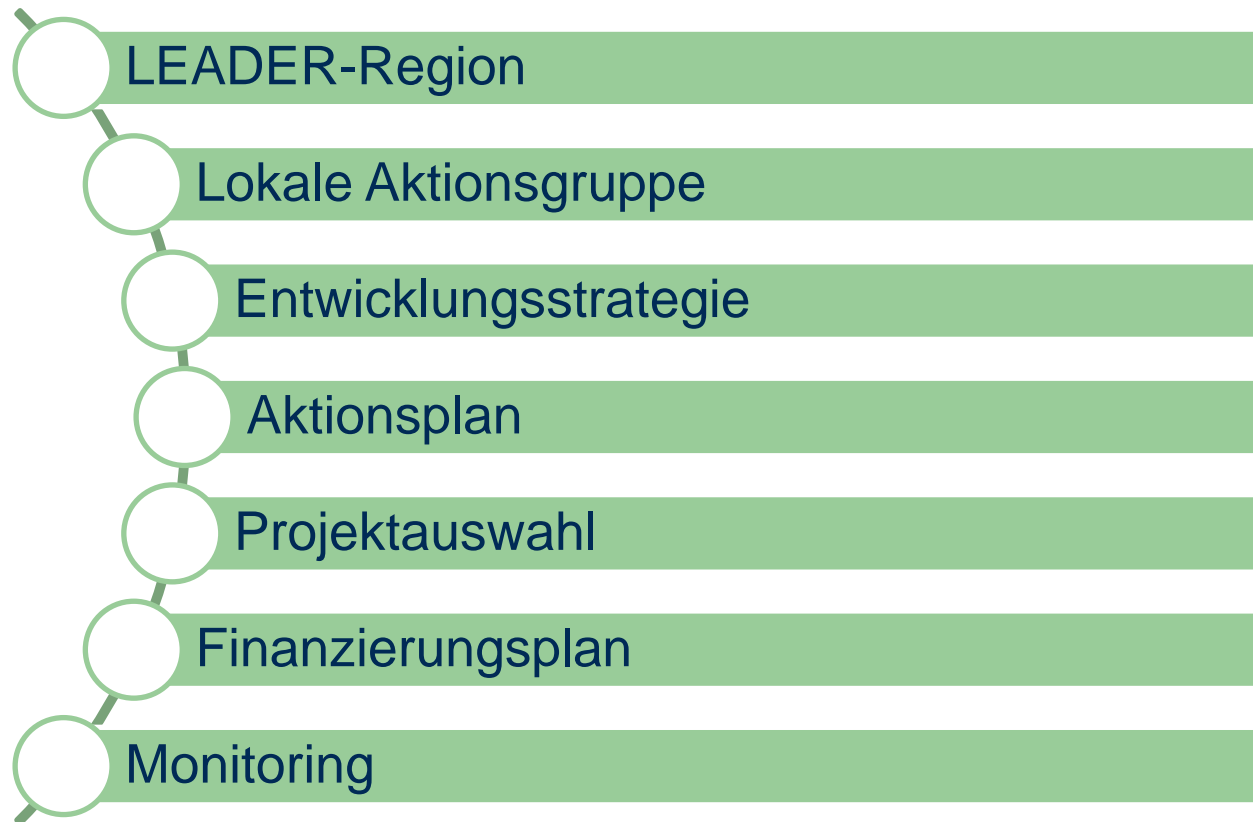 LEADER-Region
Lokale Aktionsgruppe
Entwicklungsstrategie
Aktionsplan
Projektauswahl
Finanzierungsplan
Monitoring